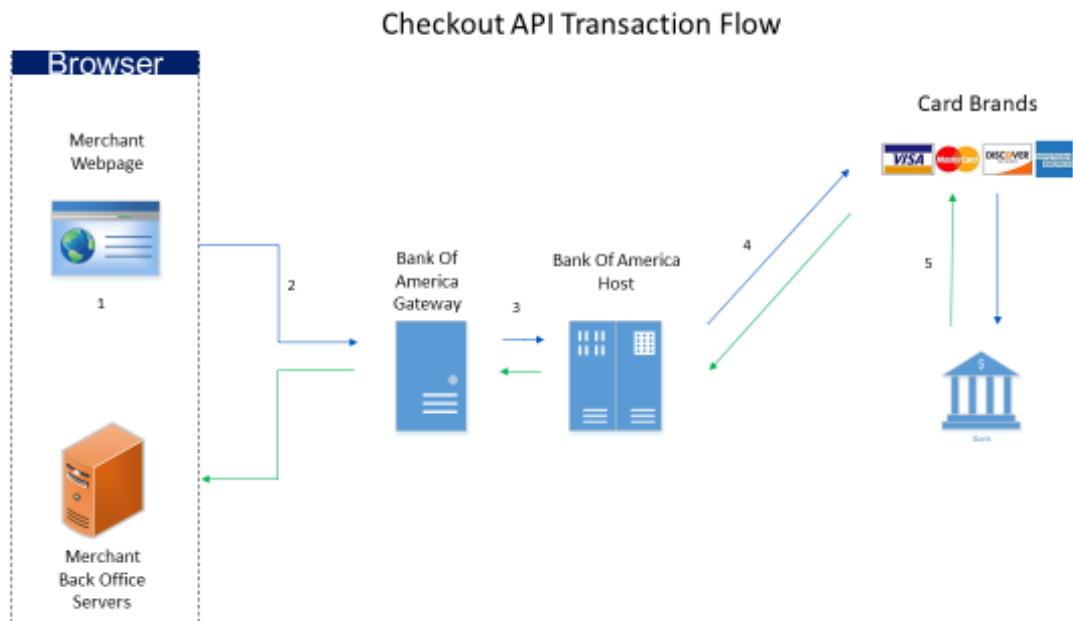 Checkout API Transaction Flow
Browser
Merchant
Webpage
1
2
Bank Of
America
Gateway
3
Bank Of America
Host
4
Card Brands
VISA
MasterCard
DISCOVER
5
$
Bank
Merchant
Back Office
Servers